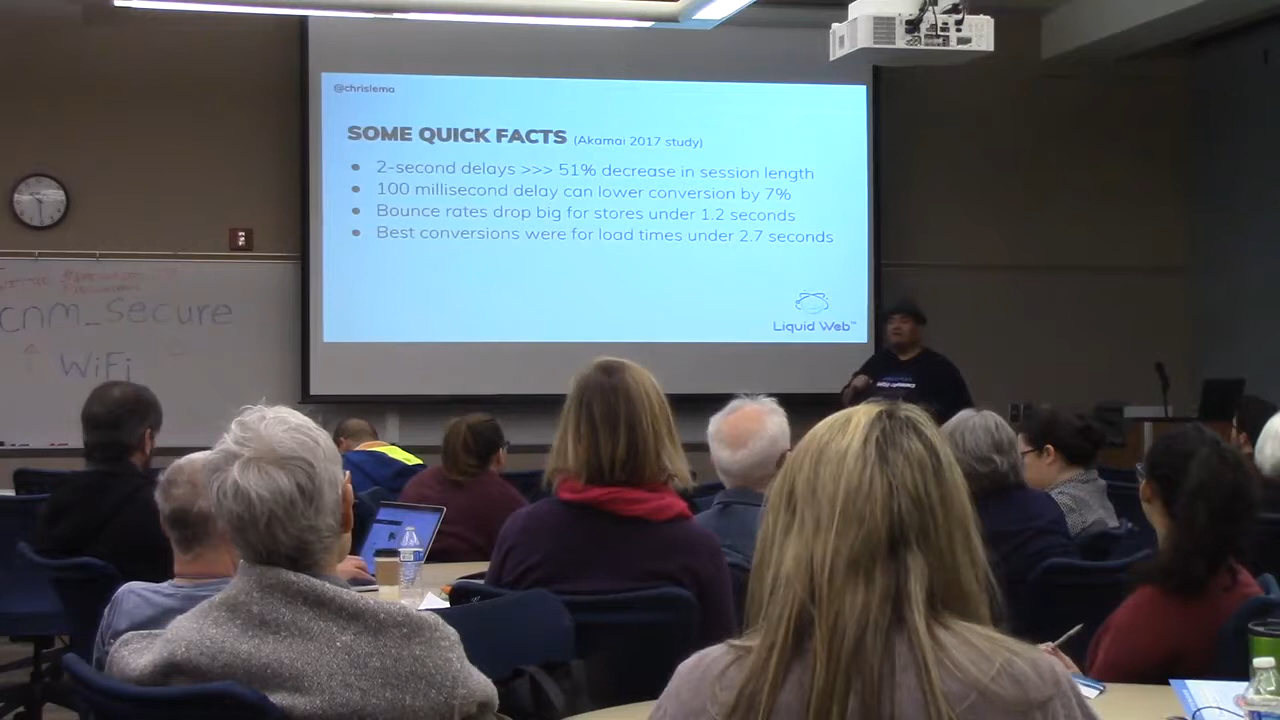 @chrislema
SOME QUICK FACTS (Akamai 2017 study)
2-second delays >>> 51% decrease in session length
100 millisecond delay can lower conversion by 7%
Bounce rates drop big for stores under 1.2 seconds
Best conversions were for load times under 2.7 seconds
Liquid Web™
cnm_secure
WiFi